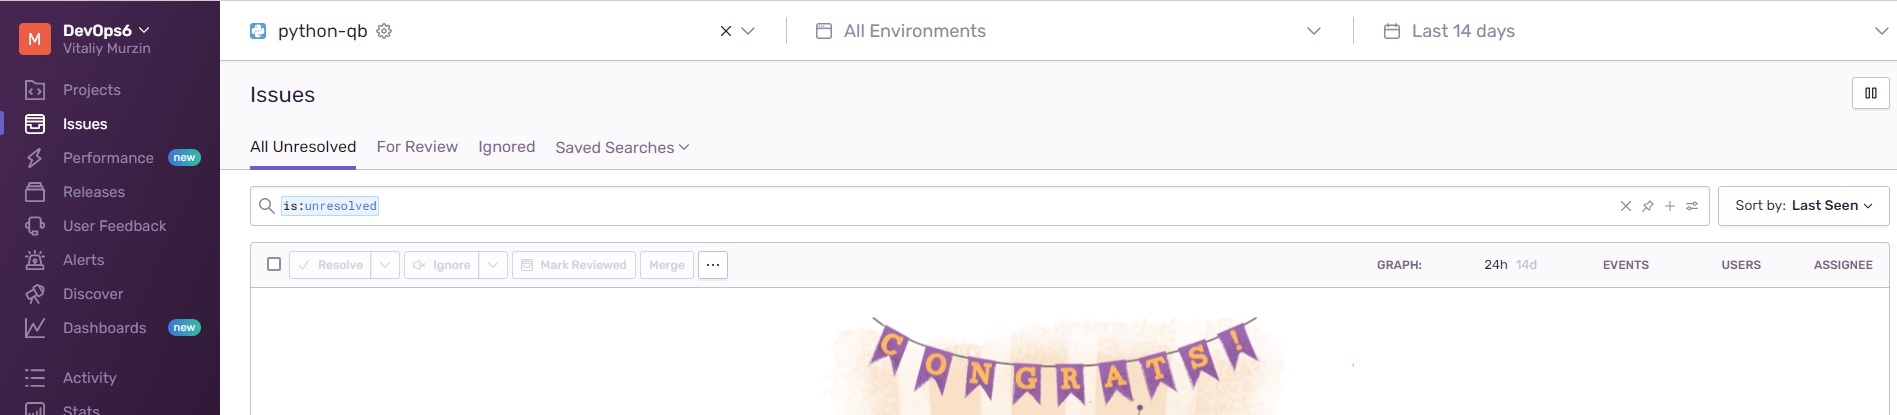 M
DevOps6
Vitaliy Murzin
Projects
Issues
Performance new
Releases
User Feedback
Alerts
Discover
Dashboards new
Activity
Stats
python-qb
All Environments
Last 14 days
Issues
All Unresolved For Review Ignored Saved Searches
is:unresolved
Sort by: Last Seen
Resolve Ignore Mark Reviewed Merge ...
GRAPH: 24h 14d EVENTS USERS ASSIGNEE
CONGRATS!